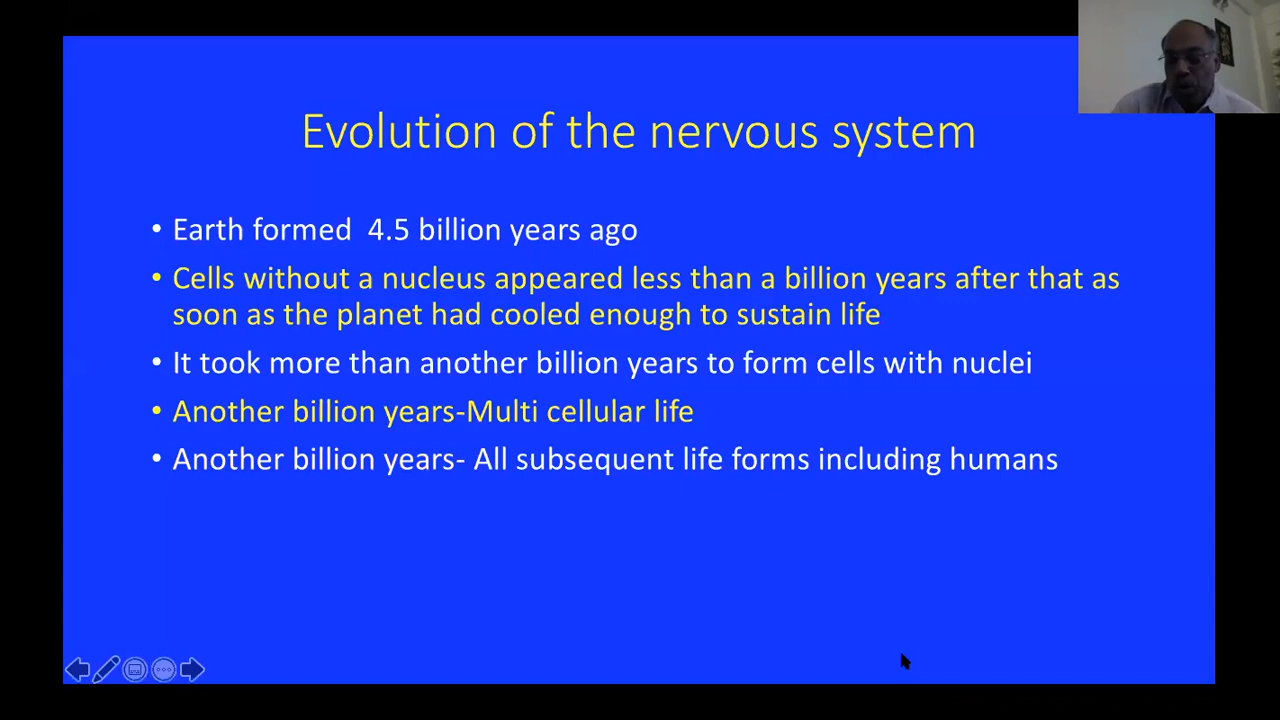 Evolution of the nervous system
• Earth formed  4.5 billion years ago
• Cells without a nucleus appeared less than a billion years after that as
soon as the planet had cooled enough to sustain life
• It took more than another billion years to form cells with nuclei
• Another billion years-Multi cellular life
• Another billion years- All subsequent life forms including humans